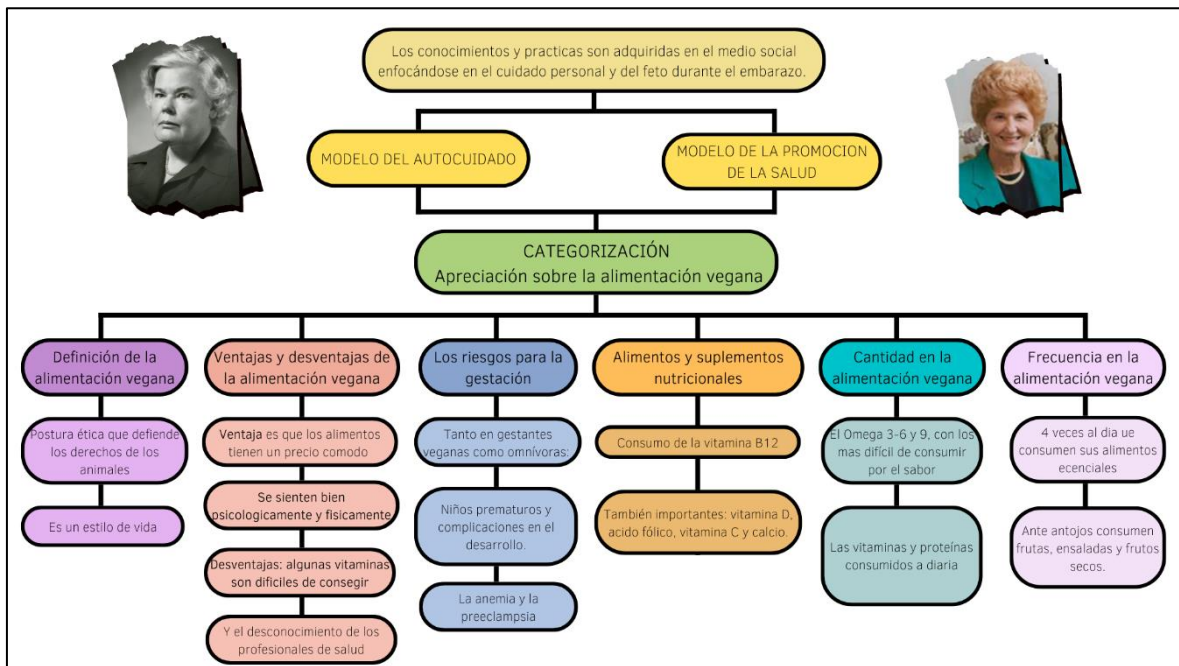 Los conocimientos y practicas son adquiridas en el medio social
enfocándose en el cuidado personal y del feto durante el embarazo.
MODELO DEL AUTOCUIDADO
MODELO DE LA PROMOCION
DE LA SALUD
CATEGORIZACIÓN
Apreciación sobre la alimentación vegana
Definición de la
alimentación vegana
Postura ética que defiende
los derechos de los
animales
Es un estilo de vida
Ventajas y desventajas de
la alimentación vegana
Ventaja es que los alimentos
tienen un precio comodo
Se sienten bien
psicologicamente y fisicamente
Desventajas: algunas vitaminas
son dificiles de consegir
Y el desconocimiento de los
profesionales de salud
Los riesgos para la
gestación
Tanto en gestantes
veganas como omnívoras:
Niños prematuros y
complicaciones en el
desarrollo.
La anemia y la
preeclampsia
Alimentos y suplementos
nutricionales
Consumo de la vitamina B12
También importantes: vitamina D,
acido fólico, vitamina C y calcio.
Cantidad en la
alimentación vegana
El Omega 3-6 y 9, con los
mas difícil de consumir
por el sabor
Las vitaminas y proteínas
consumidos a diaria
Frecuencia en la
alimentación vegana
4 veces al dia ue
consumen sus alimentos
ecenciales
Ante antojos consumen
frutas, ensaladas y frutos
secos.